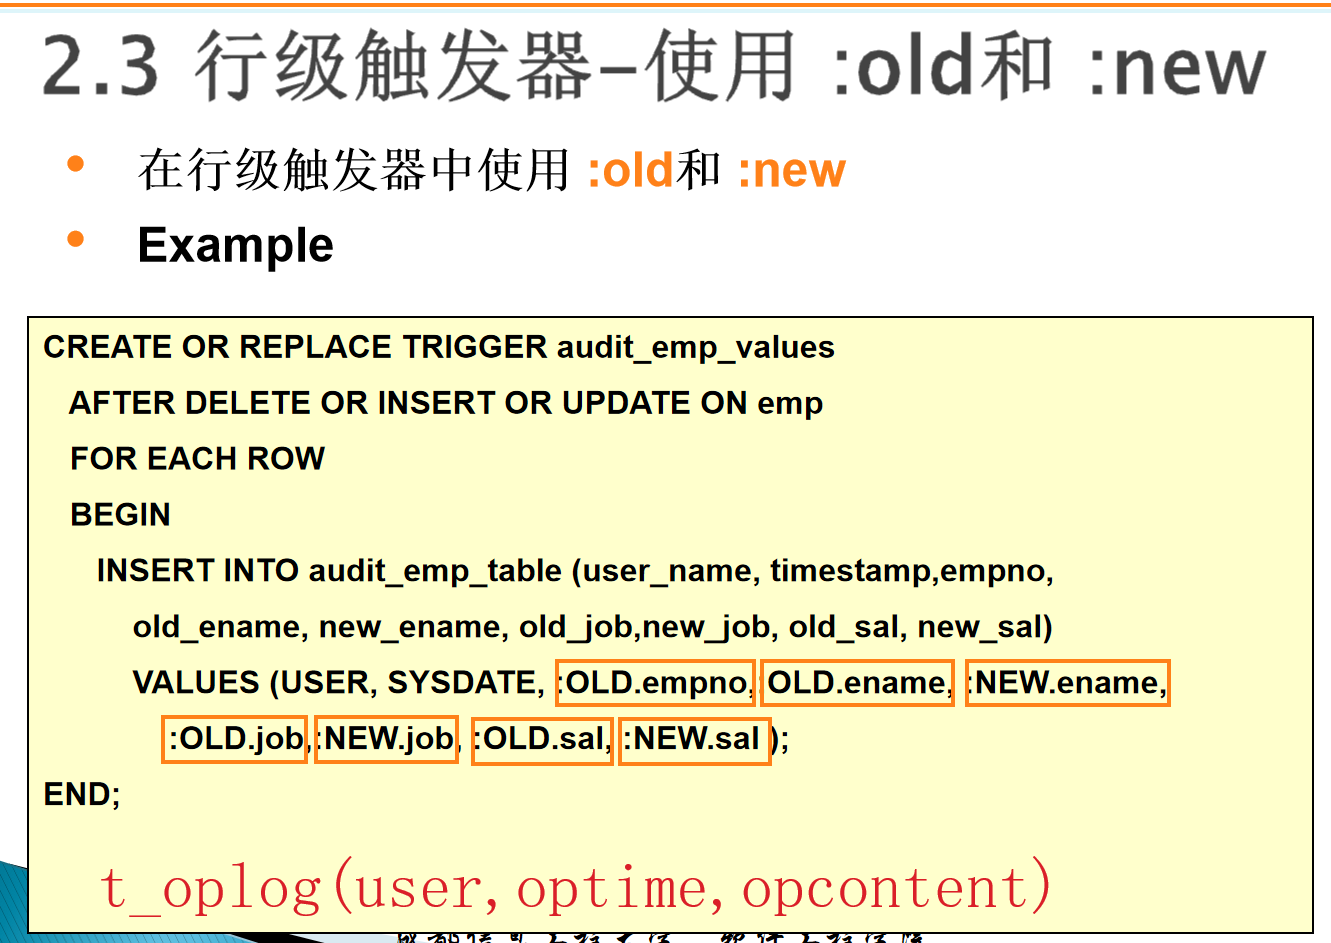 2.3 行级触发器–使用 :old和 :new
• 在行级触发器中使用 :old和 :new
• Example
CREATE OR REPLACE TRIGGER audit_emp_values
AFTER DELETE OR INSERT OR UPDATE ON emp
FOR EACH ROW
BEGIN
INSERT INTO audit_emp_table (user_name, timestamp,empno,
old_ename, new_ename, old_job,new_job, old_sal, new_sal)
VALUES (USER, SYSDATE, :OLD.empno,:OLD.ename, :NEW.ename,
:OLD.job,:NEW.job, :OLD.sal, :NEW.sal );
END;
t_oplog(user,optime,opcontent)